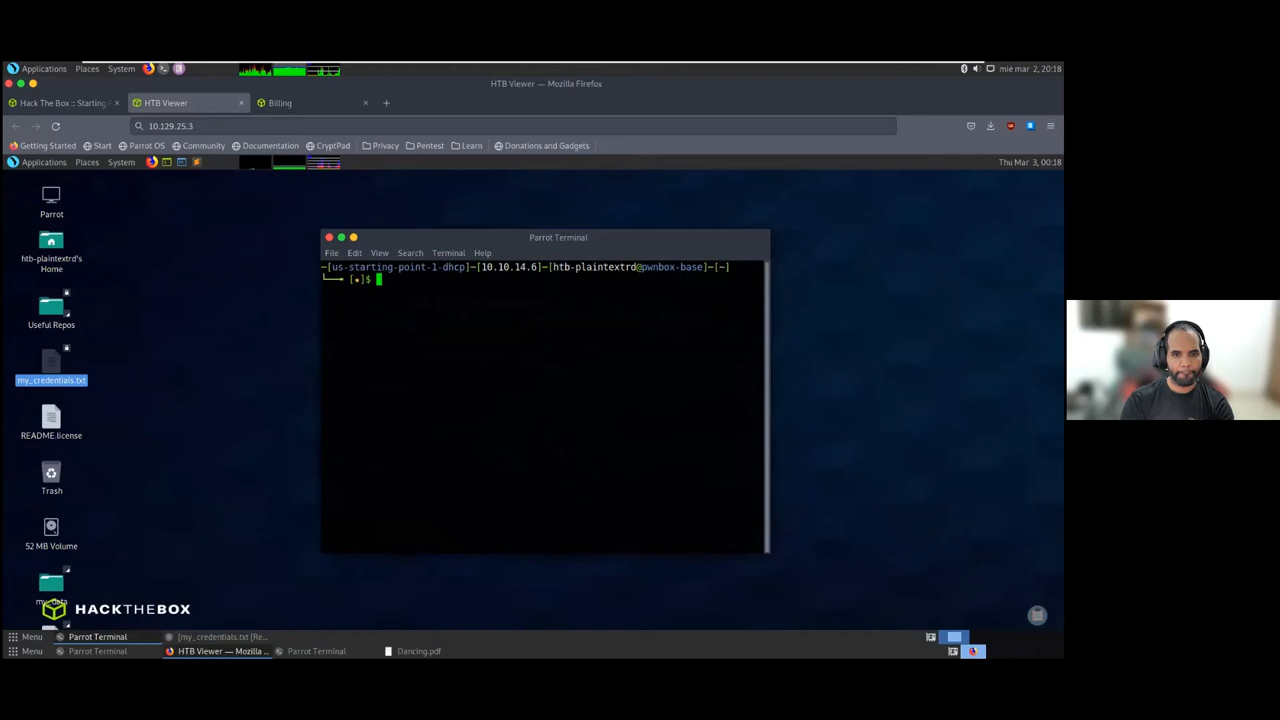 Applications Places System mié mar 2, 20:18
HTB Viewer — Mozilla Firefox
Hack The Box :: Starting HTB Viewer Billing
10.129.25.3
Getting Started Start Parrot OS Community Documentation CryptPad Privacy Pentest Learn Donations and Gadgets
Applications Places System Thu Mar 3, 00:18
Parrot
htb-plaintextrd's
Home
Useful Repos
my_credentials.txt
README.license
Trash
52 MB Volume
Parrot Terminal
File Edit View Search Terminal Help
─[us-starting-point-1-dhcp]─[10.10.14.6]─[htb-plaintextrd@pwnbox-base]─[~]
└──╼ [★]$
HACKTHEBOX
Menu Parrot Terminal [my_credentials.txt [Re...
Menu Parrot Terminal HTB Viewer — Mozilla ... Parrot Terminal Dancing.pdf